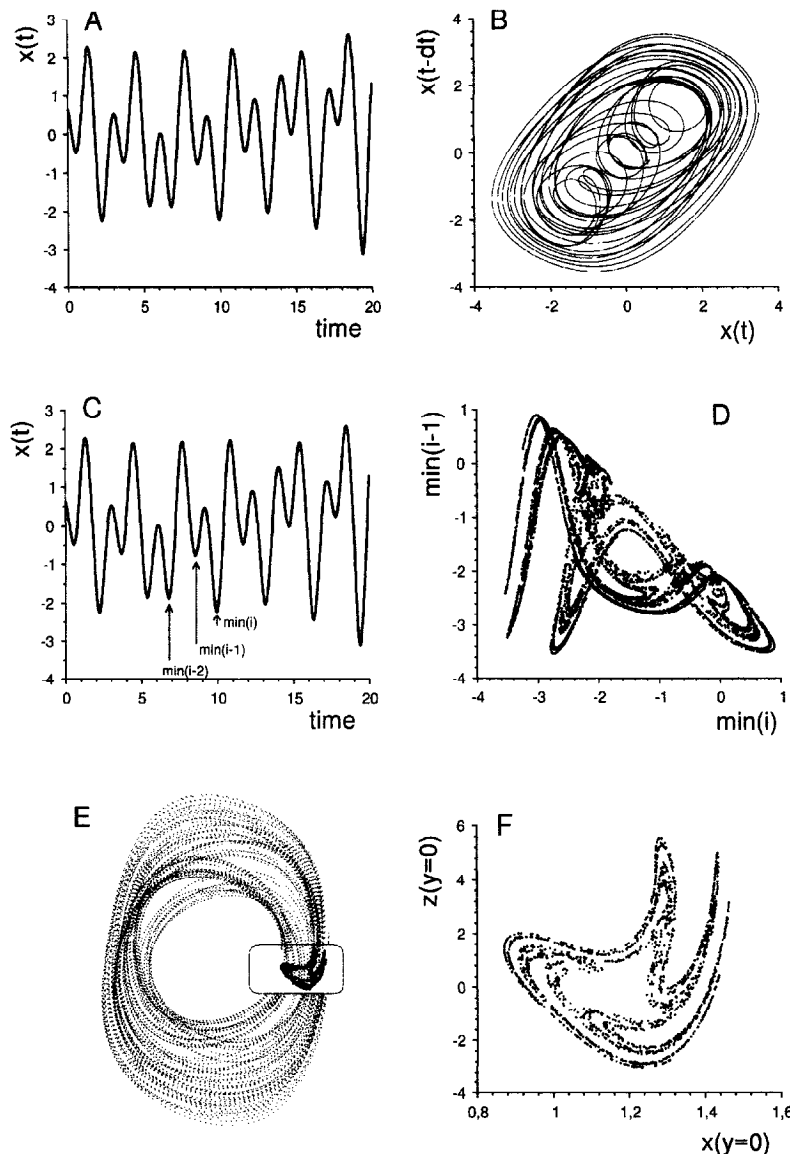 A
x(t)
3
2
1
0
-1
-2
-3
-4
0 5 10 15 20
time
B
x(t-dt)
4
2
0
-2
-4
-4 -2 0 2 4
x(t)
C
x(t)
3
2
1
0
-1
-2
-3
-4
min(i)
min(i-1)
min(i-2)
0 5 10 15 20
time
D
min(i-1)
1
0
-1
-2
-3
-4
-4 -3 -2 -1 0 1
min(i)
E
F
z(y=0)
6
4
2
0
-2
-4
0,8 1 1,2 1,4 1,6
x(y=0)